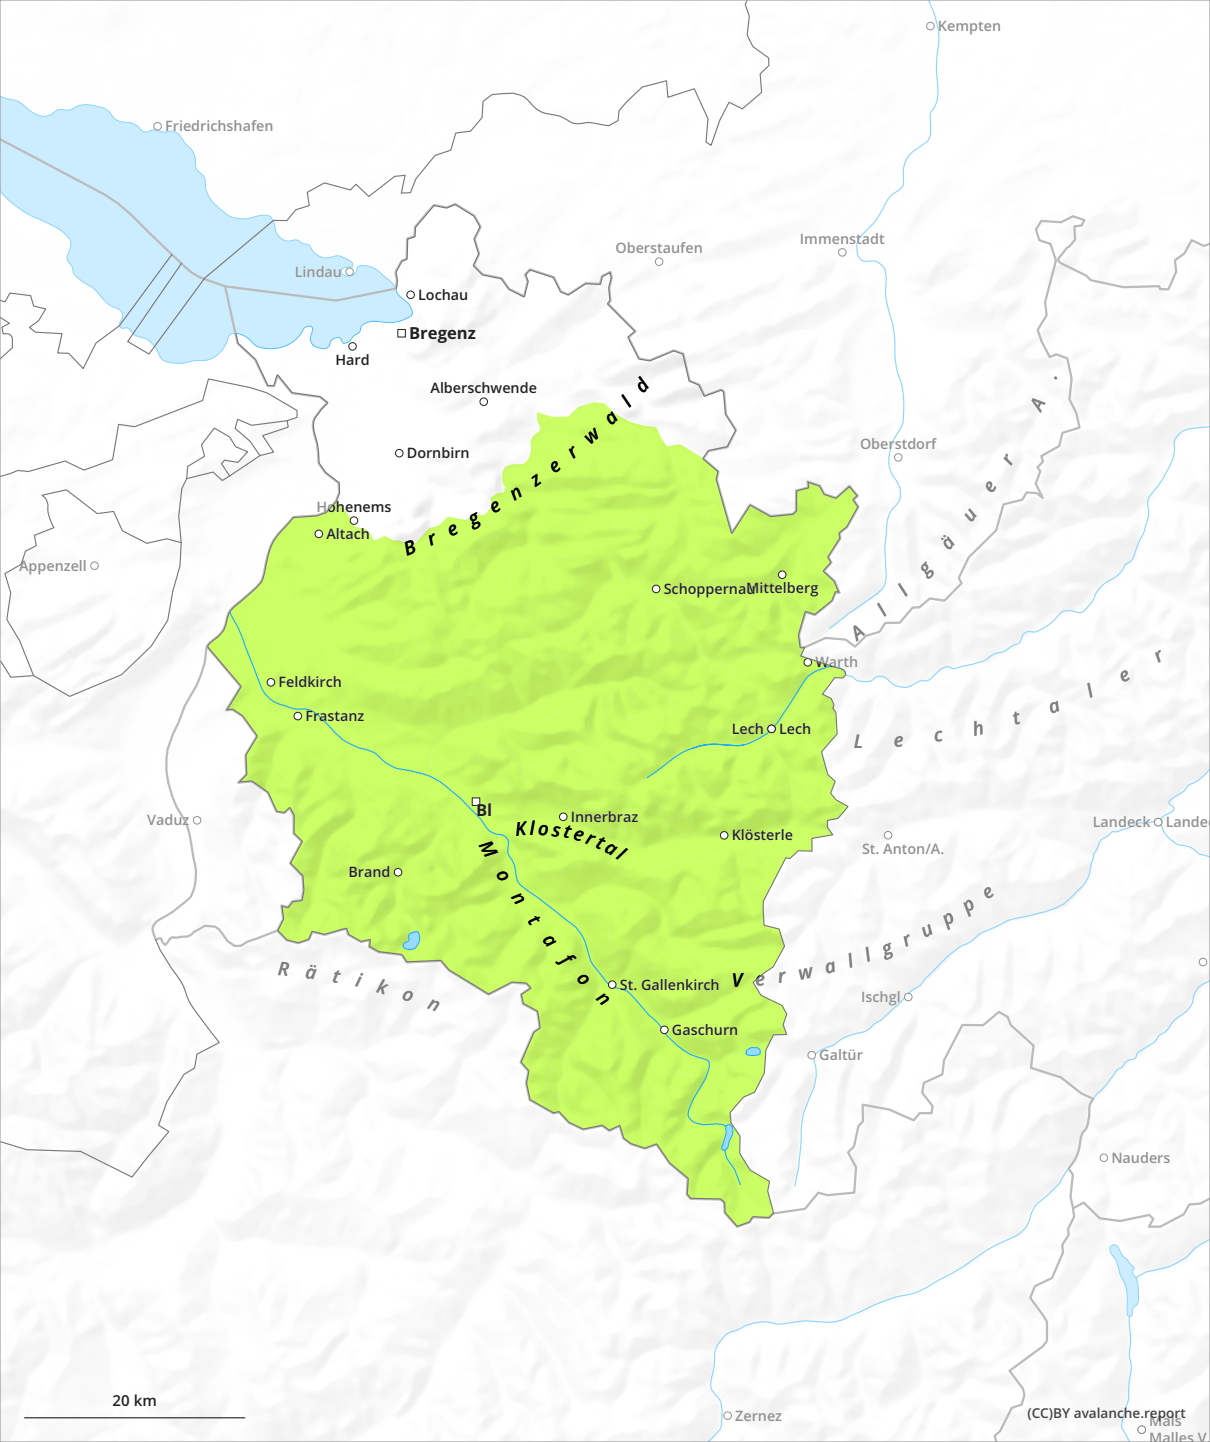 Kempten
Friedrichshafen
Immenstadt
Oberstaufen
Lindau
Lochau
Bregenz
Hard
Alberschwende
Bregenzerwald
Allgäuer A.
Oberstdorf
Dornbirn
Hohenems
Altach
Appenzell
Schoppernau
Mittelberg
Warth
Lechtaler
Feldkirch
Frastanz
Lech
Lech
Bl
Innerbraz
Klostertal
Klösterle
Vaduz
Landeck
St. Anton/A.
Montafon
Brand
Verwallgruppe
Rätikon
St. Gallenkirch
Ischgl
Gaschurn
Galtür
Nauders
20 km
Zernez
(CC)BY avalanche.report
Mals
Malles V